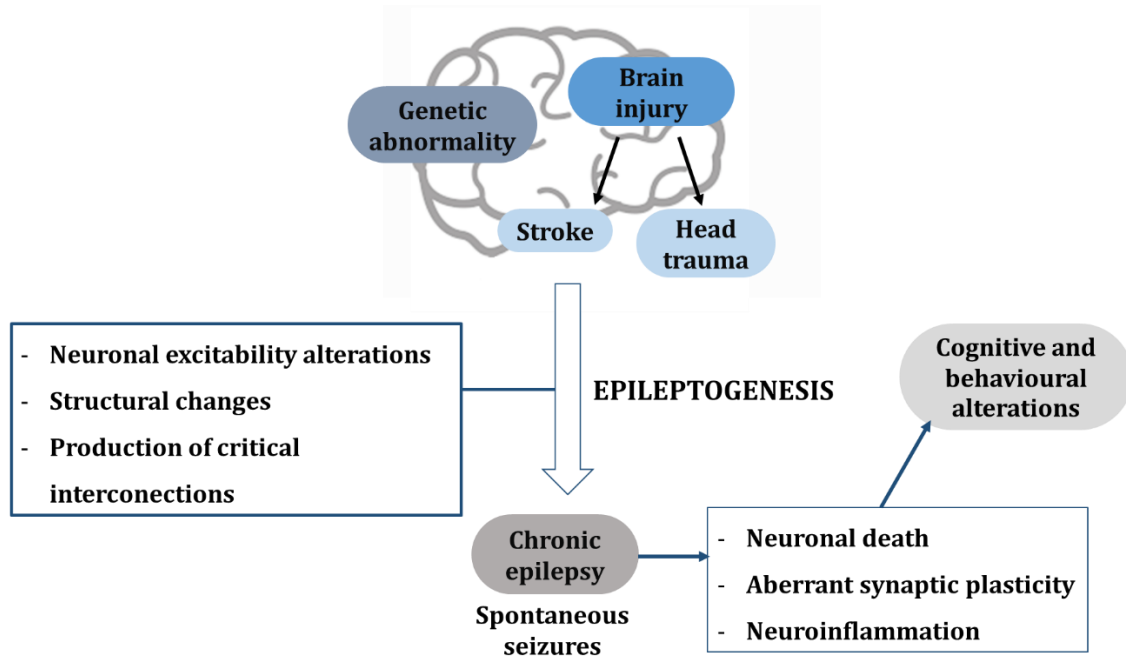 Genetic
abnormality
Brain
injury
Stroke
Head
trauma
- Neuronal excitability alterations
- Structural changes
- Production of critical
interconections
EPILEPTOGENESIS
Cognitive and
behavioural
alterations
Chronic
epilepsy
Spontaneous
seizures
- Neuronal death
- Aberrant synaptic plasticity
- Neuroinflammation